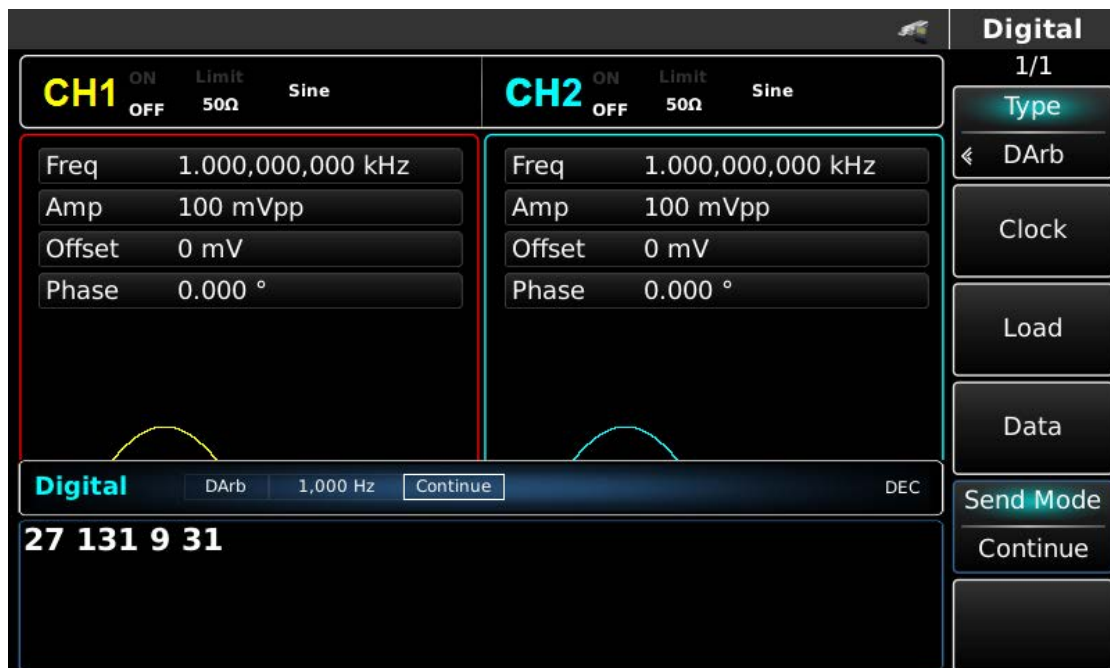 Digital
1/1
CH1 ON OFF Limit 50Ω Sine
CH2 ON OFF Limit 50Ω Sine
Type
DArb
Freq 1.000,000,000 kHz
Amp 100 mVpp
Offset 0 mV
Phase 0.000 °
Freq 1.000,000,000 kHz
Amp 100 mVpp
Offset 0 mV
Phase 0.000 °
Clock
Load
Data
Digital DArb 1,000 Hz Continue DEC
27 131 9 31
Send Mode
Continue